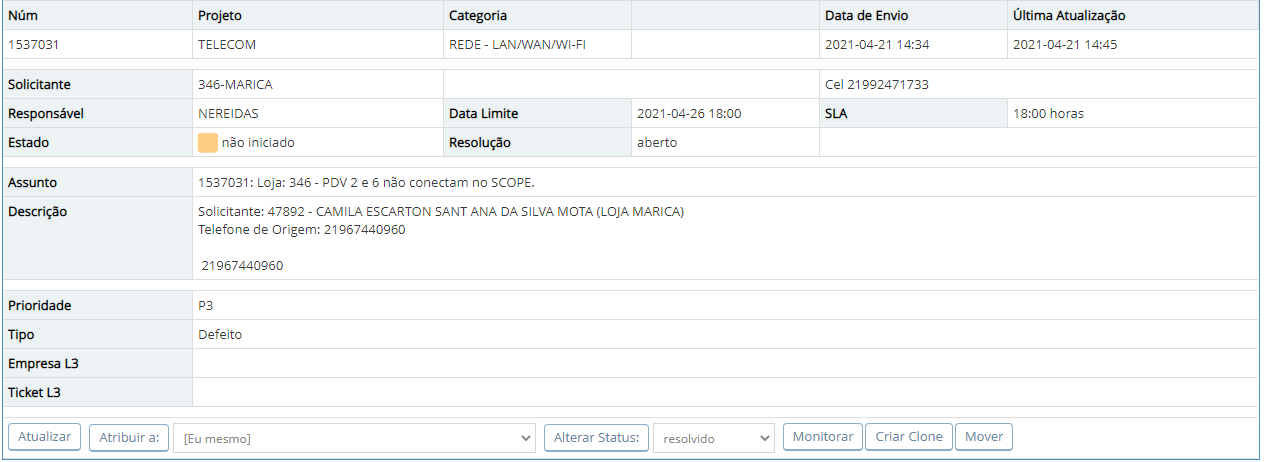 Núm Projeto Categoria Data de Envio Última Atualização
1537031 TELECOM REDE - LAN/WAN/WI-FI 2021-04-21 14:34 2021-04-21 14:45
Solicitante 346-MARICA Cel 21992471733
Responsável NEREIDAS Data Limite 2021-04-26 18:00 SLA 18:00 horas
Estado não iniciado Resolução aberto
Assunto 1537031: Loja: 346 - PDV 2 e 6 não conectam no SCOPE.
Descrição Solicitante: 47892 - CAMILA ESCARTON SANT ANA DA SILVA MOTA (LOJA MARICA)
Telefone de Origem: 21967440960
21967440960
Prioridade P3
Tipo Defeito
Empresa L3
Ticket L3
Atualizar Atribuir a: [Eu mesmo] Alterar Status: resolvido Monitorar Criar Clone Mover